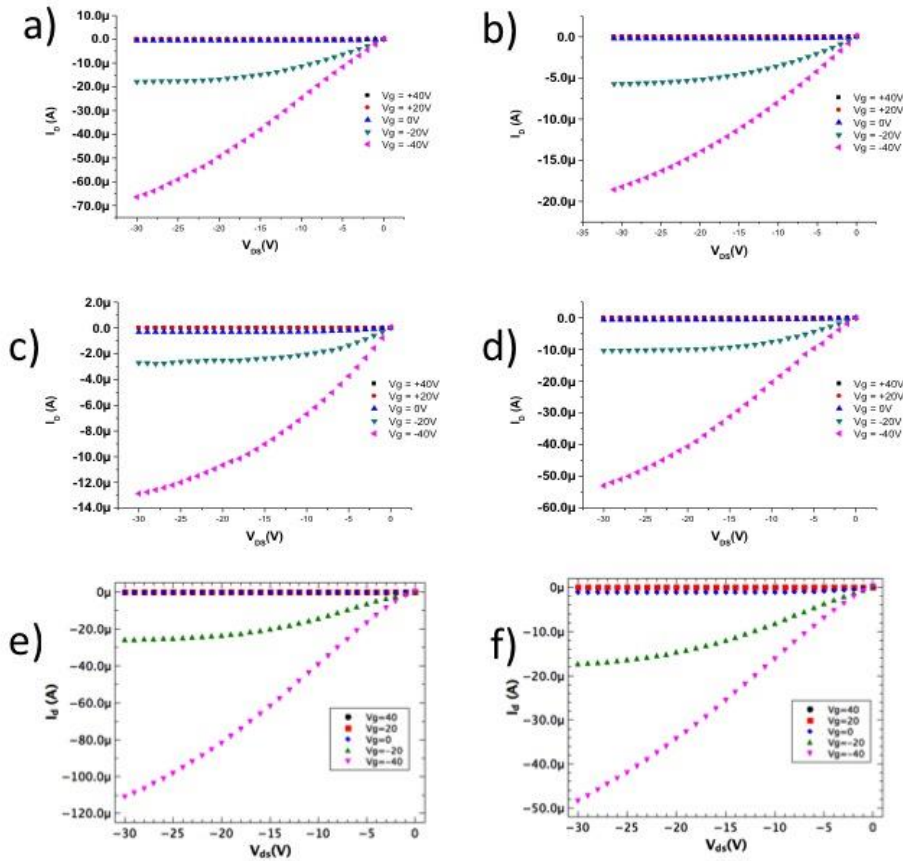 a)
10.0µ
0.0
-10.0µ
-20.0µ
-30.0µ
-40.0µ
-50.0µ
-60.0µ
-70.0µ
I_D (A)
-30 -25 -20 -15 -10 -5 0
V_DS(V)
Vg = +40V
Vg = +20V
Vg = 0V
Vg = -20V
Vg = -40V
b)
0.0
-5.0µ
-10.0µ
-15.0µ
-20.0µ
I_D (A)
-35 -30 -25 -20 -15 -10 -5 0
V_DS(V)
Vg = +40V
Vg = +20V
Vg = 0V
Vg = -20V
Vg = -40V
c)
2.0µ
0.0
-2.0µ
-4.0µ
-6.0µ
-8.0µ
-10.0µ
-12.0µ
-14.0µ
I_D (A)
-30 -25 -20 -15 -10 -5 0
V_DS(V)
Vg = +40V
Vg = +20V
Vg = 0V
Vg = -20V
Vg = -40V
d)
0.0
-10.0µ
-20.0µ
-30.0µ
-40.0µ
-50.0µ
-60.0µ
I_D (A)
-30 -25 -20 -15 -10 -5 0
V_DS(V)
Vg = +40V
Vg = +20V
Vg = 0V
Vg = -20V
Vg = -40V
e)
0µ
−20.0µ
−40.0µ
−60.0µ
−80.0µ
−100.0µ
−120.0µ
I_d (A)
−30 −25 −20 −15 −10 −5 0
V_ds(V)
Vg=40
Vg=20
Vg=0
Vg=−20
Vg=−40
f)
0µ
−10.0µ
−20.0µ
−30.0µ
−40.0µ
−50.0µ
I_d (A)
−30 −25 −20 −15 −10 −5 0
V_ds(V)
Vg=40
Vg=20
Vg=0
Vg=−20
Vg=−40